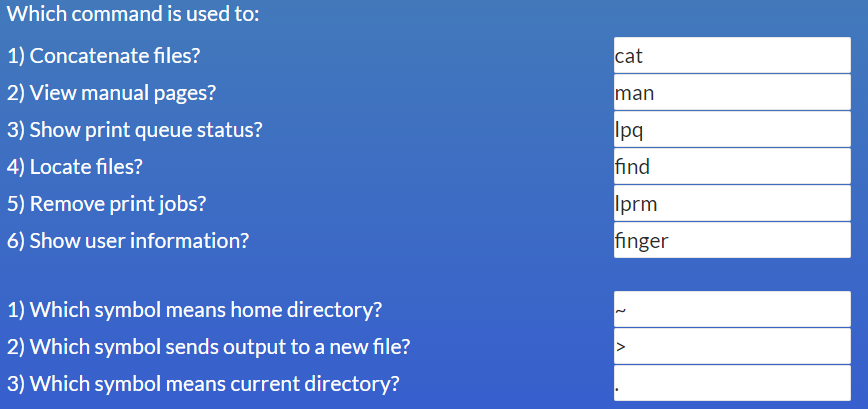 Which command is used to:
1) Concatenate files? cat
2) View manual pages? man
3) Show print queue status? lpq
4) Locate files? find
5) Remove print jobs? lprm
6) Show user information? finger
1) Which symbol means home directory? ~
2) Which symbol sends output to a new file? >
3) Which symbol means current directory? .